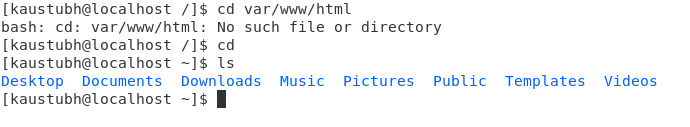 [kaustubh@localhost /]$ cd var/www/html
bash: cd: var/www/html: No such file or directory
[kaustubh@localhost /]$ cd
[kaustubh@localhost ~]$ ls
Desktop  Documents  Downloads  Music  Pictures  Public  Templates  Videos
[kaustubh@localhost ~]$